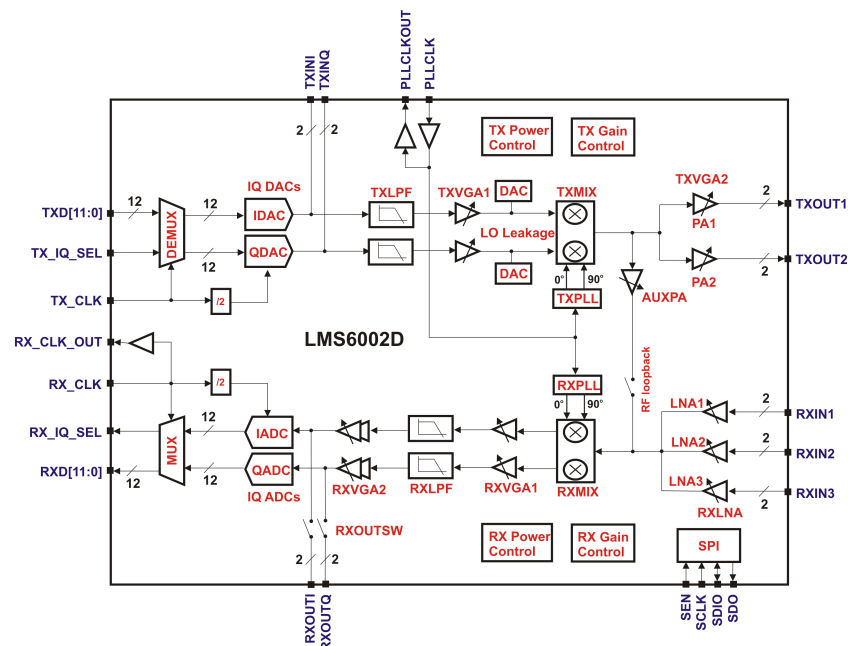 TXINI
TXINQ
PLLCLKOUT
PLLCLK
2
2
TX Power
Control
TX Gain
Control
TXD[11:0]
12
DEMUX
12
IQ DACs
IDAC
TXLPF
TXVGA1
DAC
TXMIX
TXVGA2
PA1
2
TXOUT1
TX_IQ_SEL
12
QDAC
LO Leakage
DAC
0°
90°
PA2
2
TXOUT2
TX_CLK
/2
TXPLL
AUXPA
RX_CLK_OUT
LMS6002D
RX_CLK
/2
RXPLL
0°
90°
RF loopback
LNA1
2
RXIN1
RX_IQ_SEL
MUX
12
IADC
LNA2
2
RXIN2
RXD[11:0]
12
12
QADC
IQ ADCs
RXVGA2
RXLPF
RXVGA1
RXMIX
LNA3
RXLNA
2
RXIN3
RXOUTSW
RX Power
Control
RX Gain
Control
SPI
2
2
RXOUTI
RXOUTQ
SEN
SCLK
SDIO
SDO